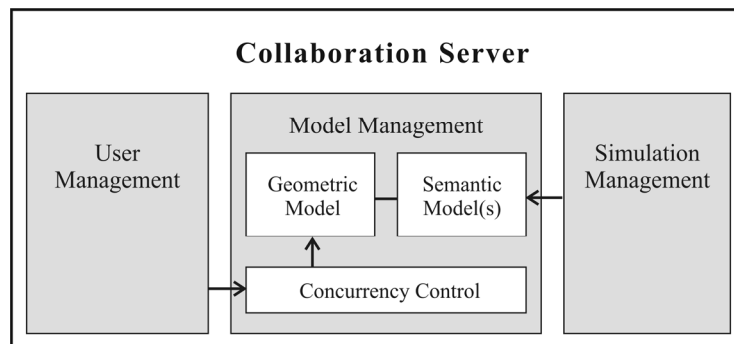 Collaboration Server
User
Management
Model Management
Geometric
Model
Semantic
Model(s)
Concurrency Control
Simulation
Management